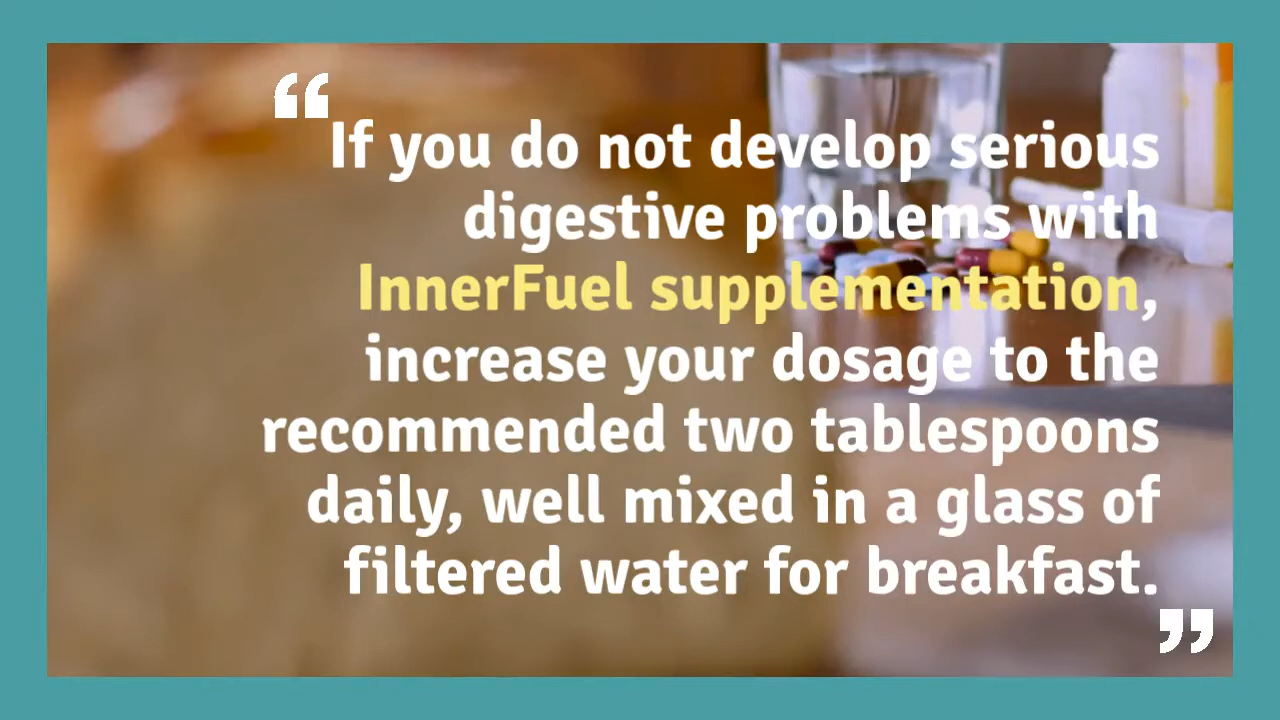 “If you do not develop serious
digestive problems with
InnerFuel supplementation,
increase your dosage to the
recommended two tablespoons
daily, well mixed in a glass of
filtered water for breakfast.”